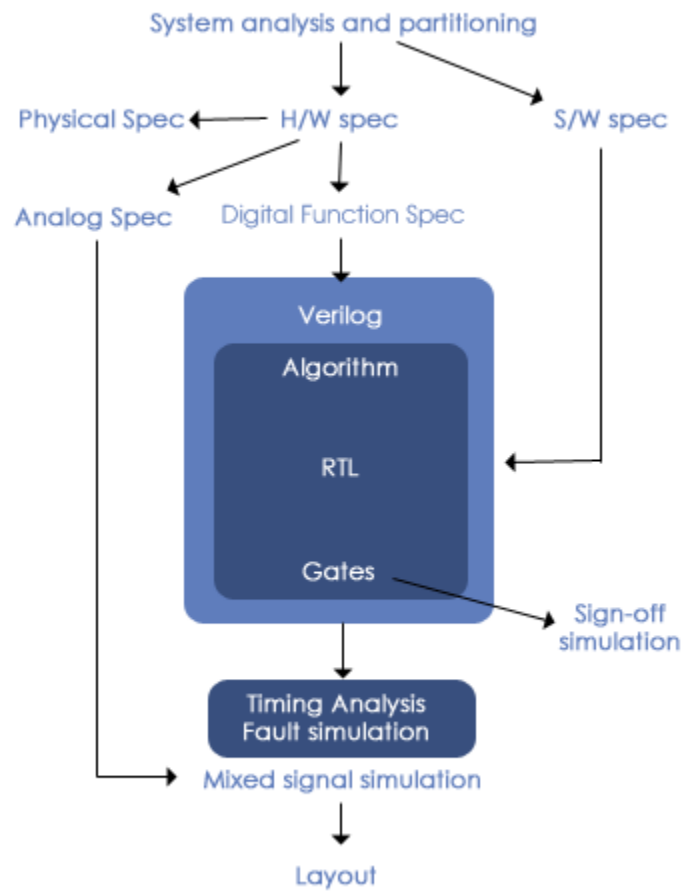 System analysis and partitioning
Physical Spec
H/W spec
S/W spec
Analog Spec
Digital Function Spec
Verilog
Algorithm
RTL
Gates
Sign-off
simulation
Timing Analysis
Fault simulation
Mixed signal simulation
Layout